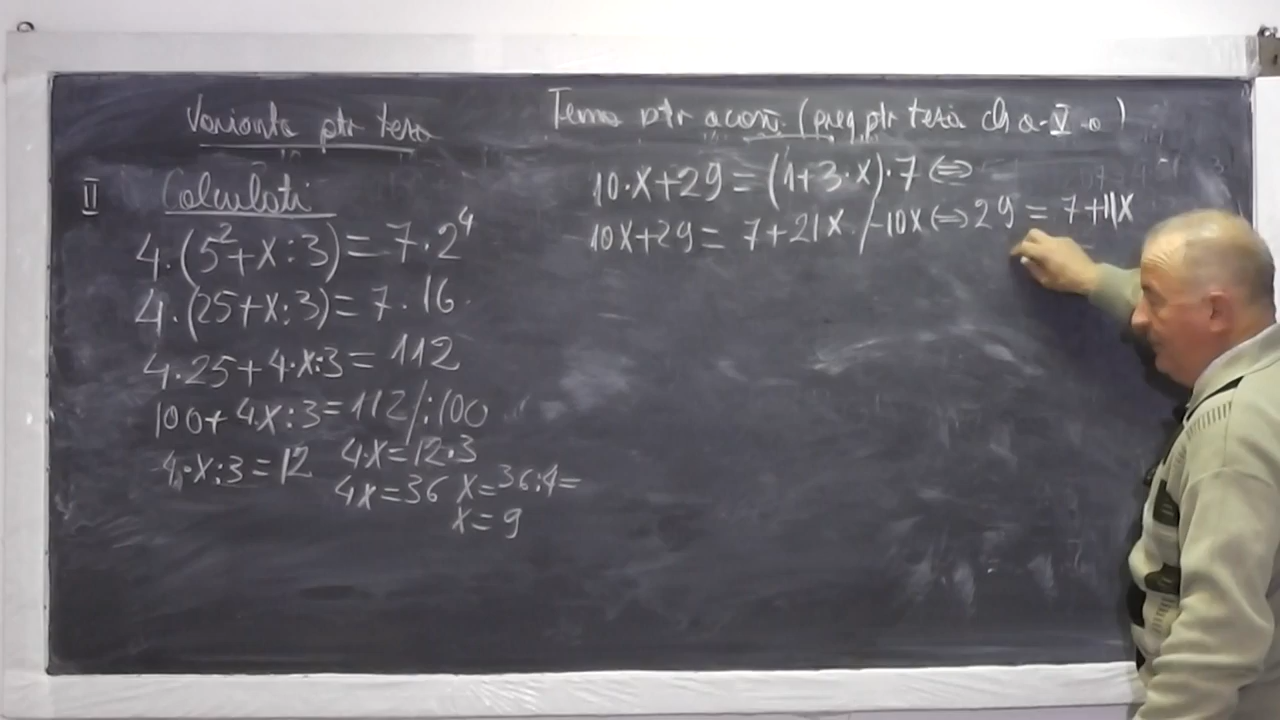 Varianta ptr teza
II Calculati
4·(5²+x:3)=7·2⁴
4·(25+x:3)=7·16
4·25+4·x:3=112
100+4x:3=112/:100
4·x:3=12 4·x=12·3
4x=36 x=36:4=
x=9
Tema ptr acasa (preg ptr teza cls a-V-a)
10·x+29=(1+3·x)·7 ⇔
10x+29=7+21x /-10x ⇔ 29=7+11x